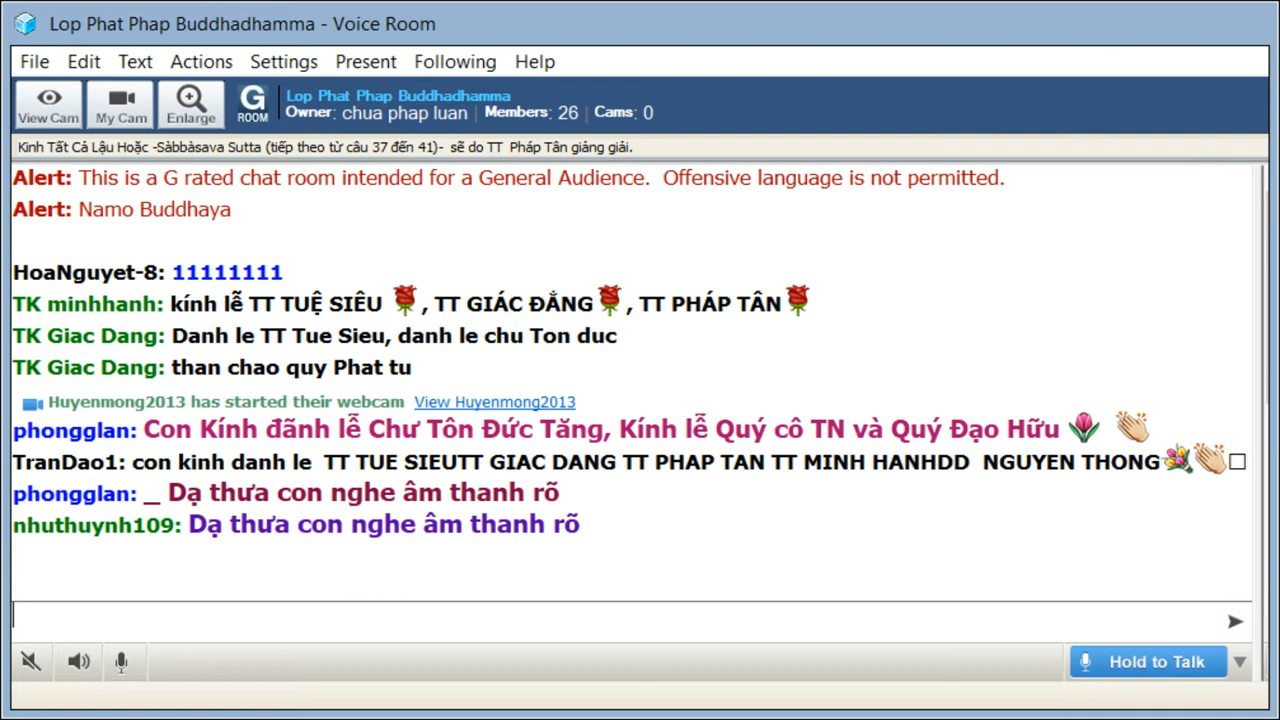 Lop Phat Phap Buddhadhamma - Voice Room
File Edit Text Actions Settings Present Following Help
View Cam My Cam Enlarge G ROOM Lop Phat Phap Buddhadhamma
Owner: chua phap luan | Members: 26 | Cams: 0
Kinh Tất Cả Lậu Hoặc -Sàbbàsava Sutta (tiếp theo từ câu 37 đến 41)- sẽ do TT Pháp Tân giảng giải.
Alert: This is a G rated chat room intended for a General Audience. Offensive language is not permitted.
Alert: Namo Buddhaya
HoaNguyet-8: 11111111
TK minhhanh: kính lễ TT TUỆ SIÊU , TT GIÁC ĐẲNG , TT PHÁP TÂN
TK Giac Dang: Danh le TT Tue Sieu, danh le chu Ton duc
TK Giac Dang: than chao quy Phat tu
Huyenmong2013 has started their webcam View Huyenmong2013
phongglan: Con Kính đãnh lễ Chư Tôn Đức Tăng, Kính lễ Quý cô TN và Quý Đạo Hữu
TranDao1: con kinh danh le TT TUE SIEUTT GIAC DANG TT PHAP TAN TT MINH HANHDD NGUYEN THONG
phongglan: _ Dạ thưa con nghe âm thanh rõ
nhuthuynh109: Dạ thưa con nghe âm thanh rõ
Hold to Talk